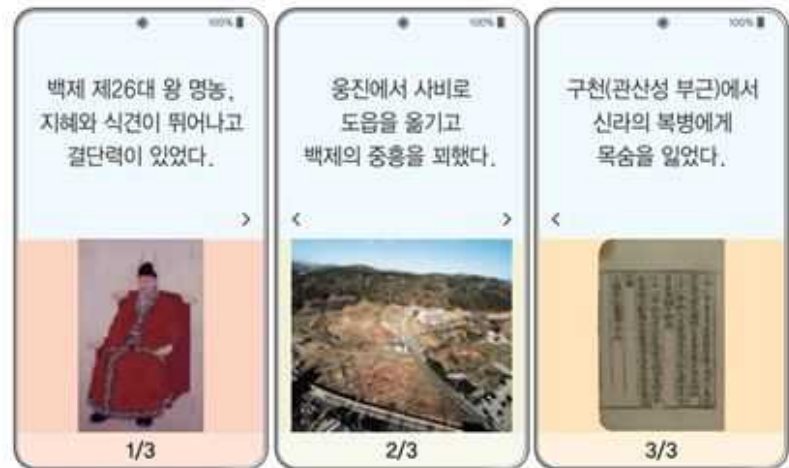 100%
백제 제26대 왕 명농,
지혜와 식견이 뛰어나고
결단력이 있었다.
>
1/3
100%
웅진에서 사비로
도읍을 옮기고
백제의 중흥을 꾀했다.
< >
2/3
100%
구천(관산성 부근)에서
신라의 복병에게
목숨을 잃었다.
<
3/3